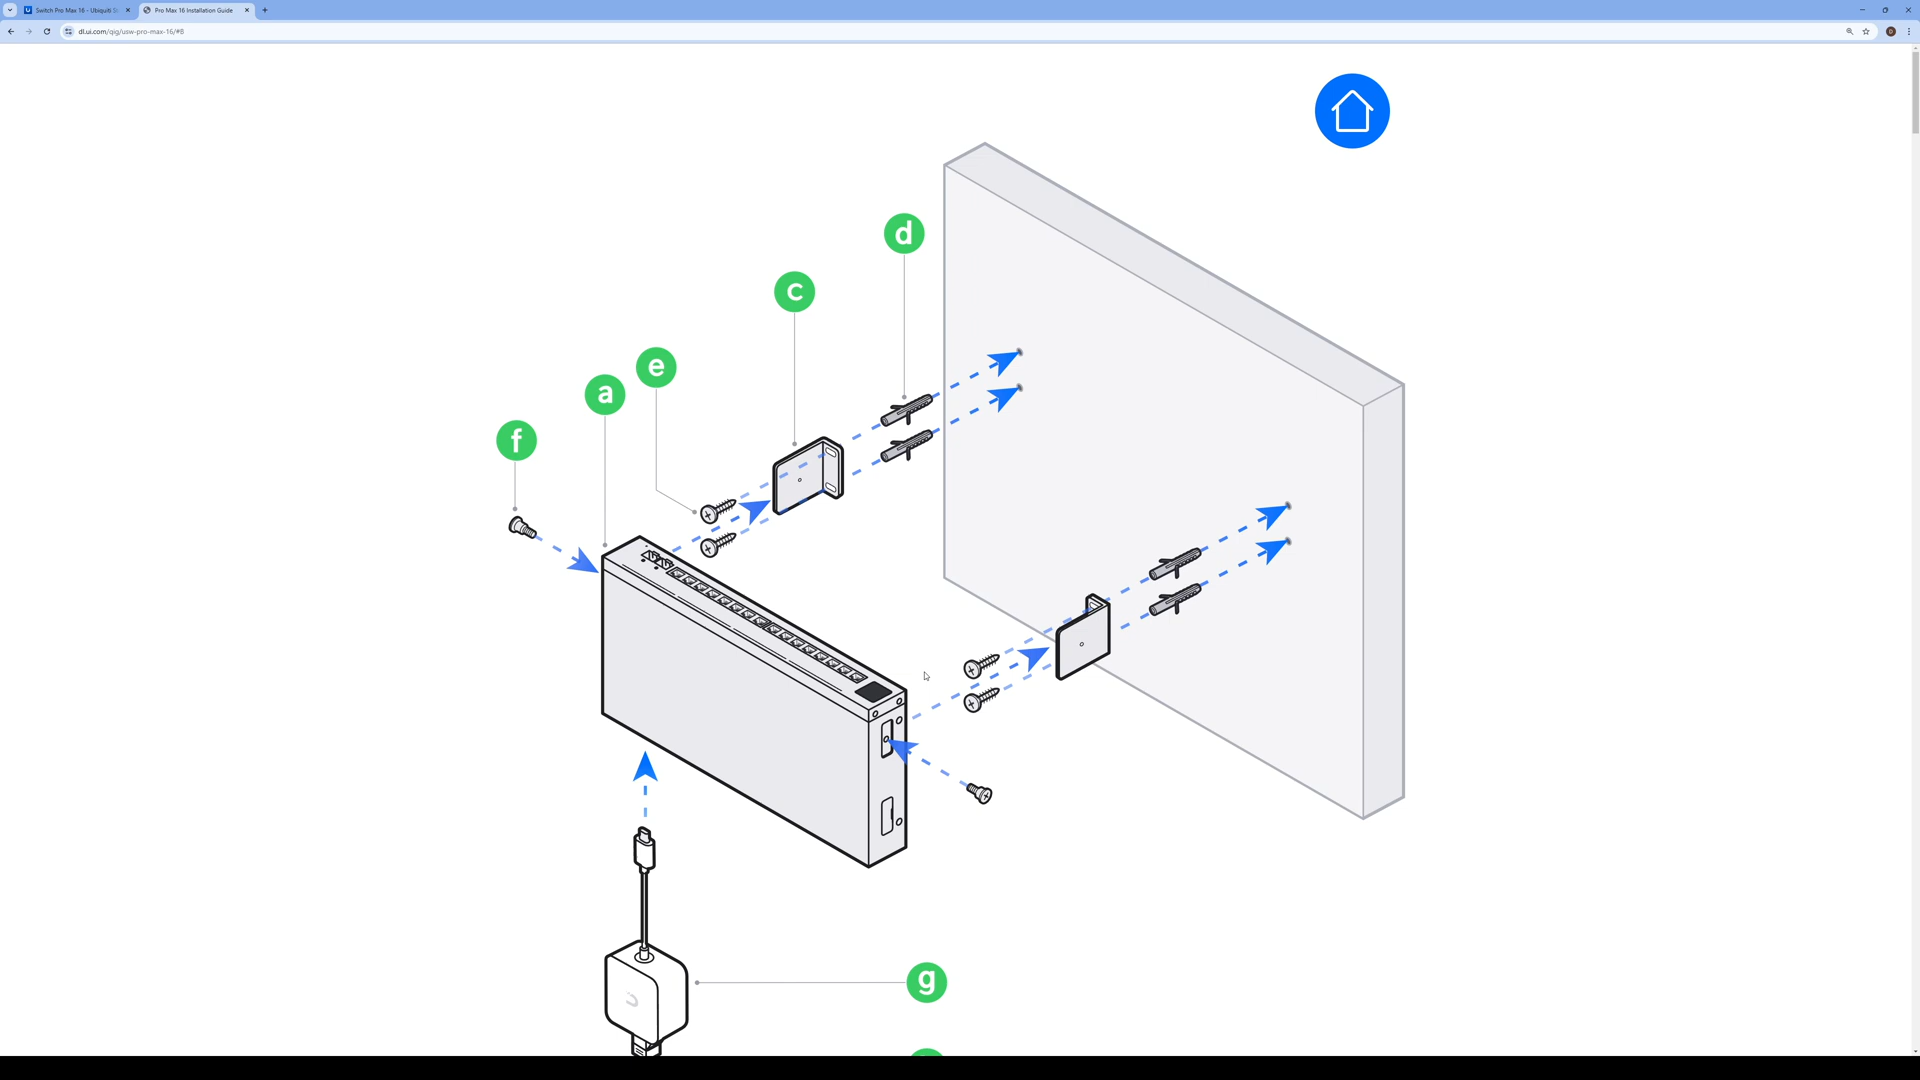 Switch Pro Max 16 - Ubiquiti
Pro Max 16 Installation Guide
dl.ui.com/qig/usw-pro-max-16/#8
d
c
e
a
f
g